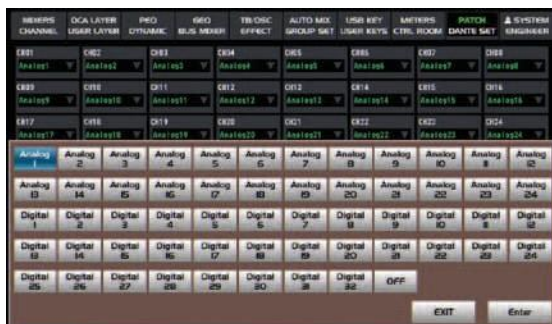 MIXERS DCA LAYER PEQ GEQ TB/OSC AUTO MIX USB KEY METERS PATCH SYSTEM
CHANNEL USER LAYER DYNAMIC BUS MIXER EFFECT GROUP SET USER KEYS CTRL ROOM DANTE SET ENGINEER
CH01 CH02 CH03 CH04 CH05 CH06 CH07 CH08
Analog1 Analog2 Analog3 Analog4 Analog5 Analog6 Analog7 Analog8
CH09 CH10 CH11 CH12 CH13 CH14 CH15 CH16
Analog9 Analog10 Analog11 Analog12 Analog13 Analog14 Analog15 Analog16
CH17 CH18 CH19 CH20 CH21 CH22 CH23 CH24
Analog17 Analog18 Analog19 Analog20 Analog21 Analog22 Analog23 Analog24
Analog Analog Analog Analog Analog Analog Analog Analog Analog Analog Analog Analog
1 2 3 4 5 6 7 8 9 10 11 12
Analog Analog Analog Analog Analog Analog Analog Analog Analog Analog Analog Analog
13 14 15 16 17 18 19 20 21 22 23 24
Digital Digital Digital Digital Digital Digital Digital Digital Digital Digital Digital Digital
1 2 3 4 5 6 7 8 9 10 11 12
Digital Digital Digital Digital Digital Digital Digital Digital Digital Digital Digital Digital
13 14 15 16 17 18 19 20 21 22 23 24
Digital Digital Digital Digital Digital Digital Digital Digital OFF
25 26 27 28 29 30 31 32
EXIT Enter